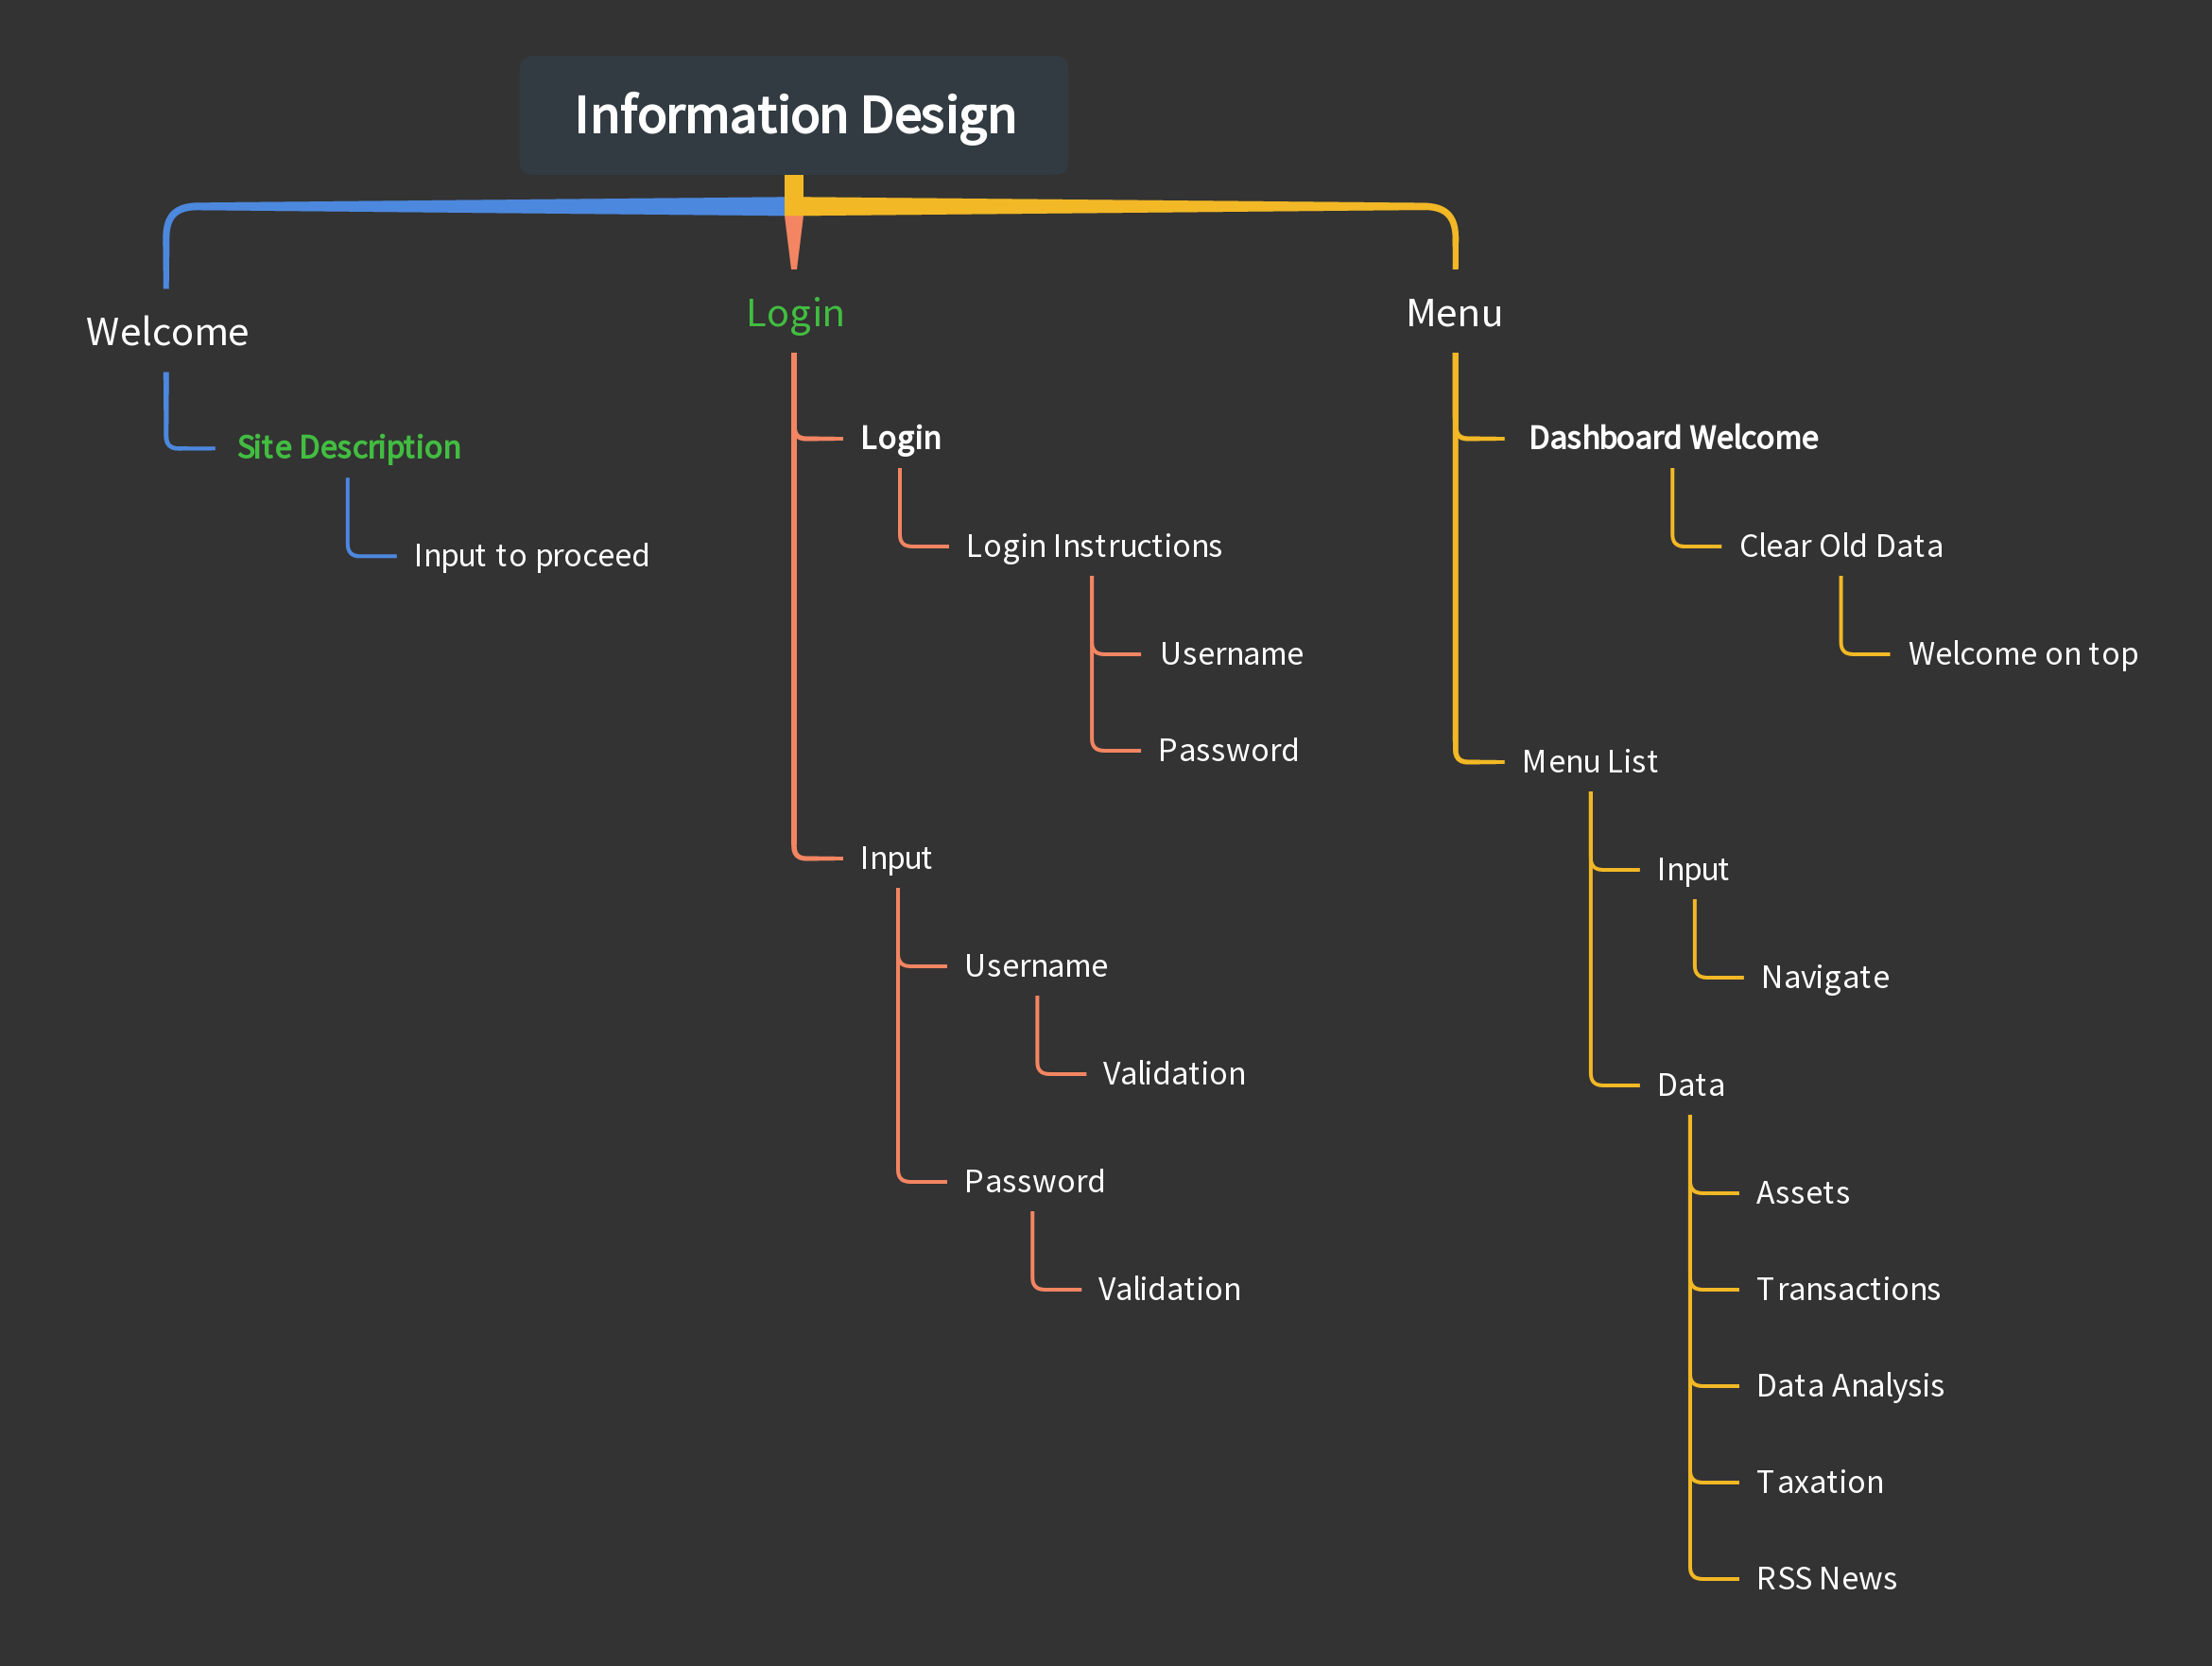 Information Design
Welcome
Site Description
Input to proceed
Login
Login
Login Instructions
Username
Password
Input
Username
Validation
Password
Validation
Menu
Dashboard Welcome
Clear Old Data
Welcome on top
Menu List
Input
Navigate
Data
Assets
Transactions
Data Analysis
Taxation
RSS News